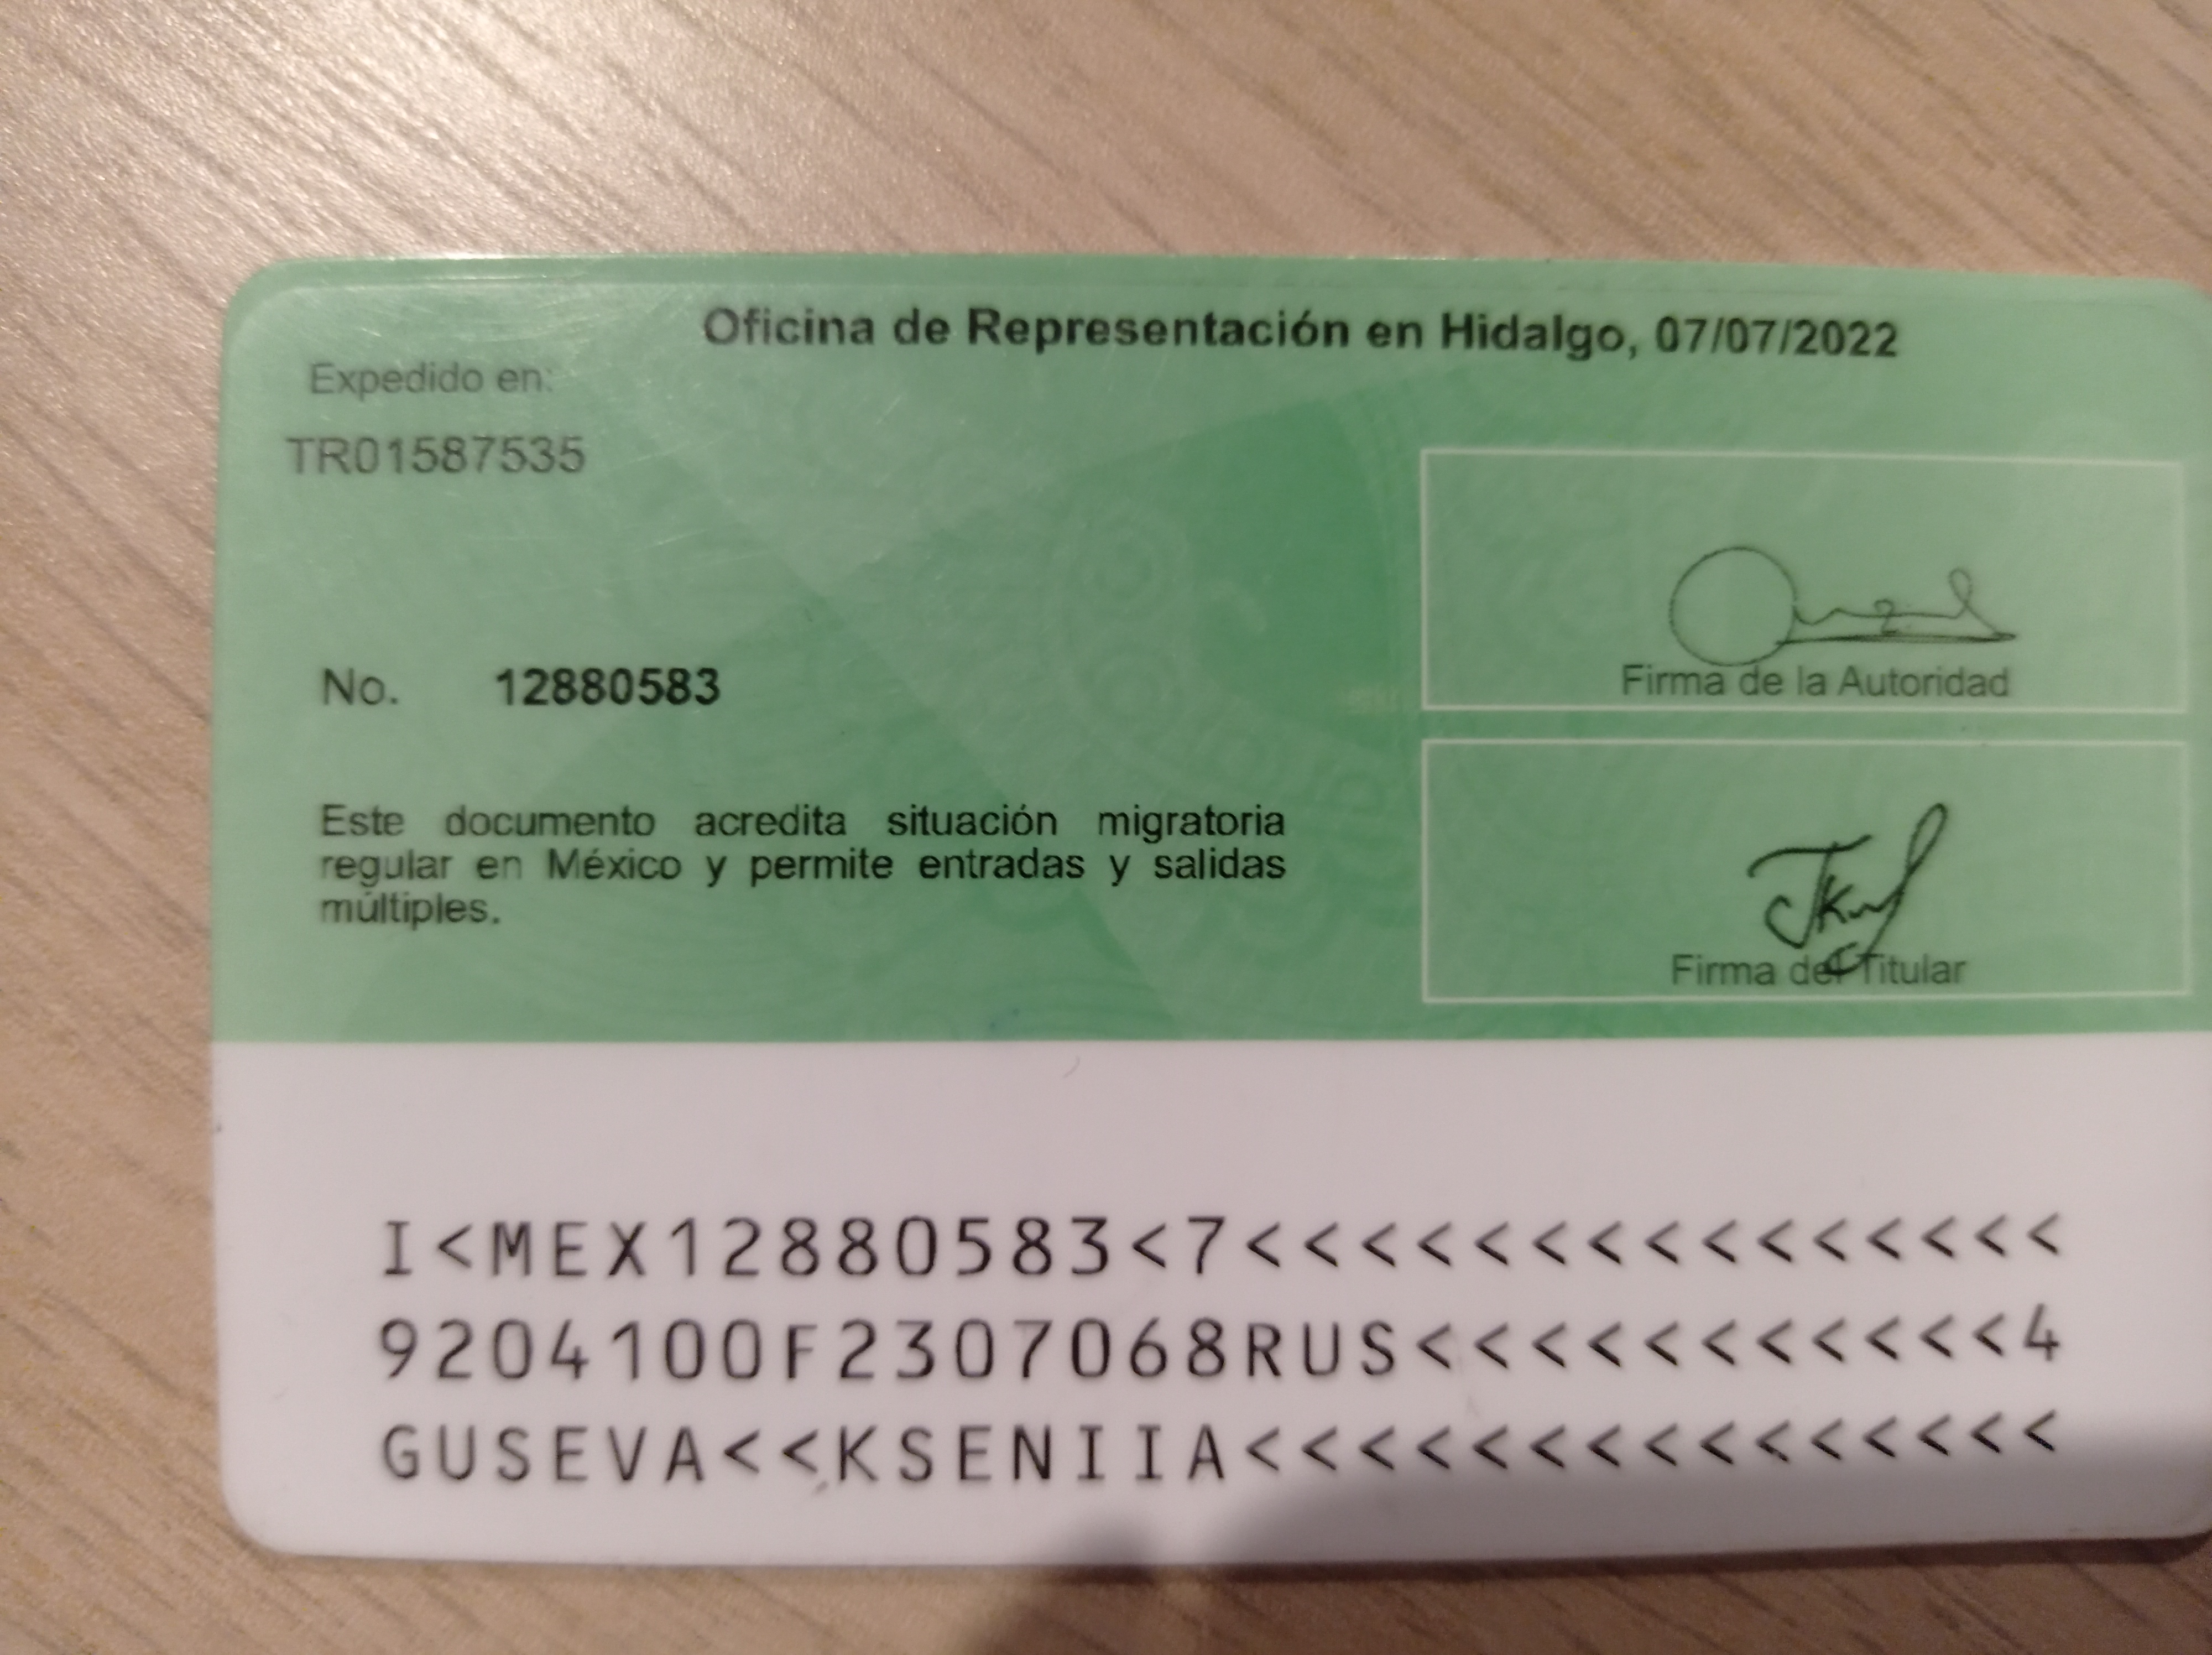 Oficina de Representación en Hidalgo, 07/07/2022
Expedido en:
TR01587535
Firma de la Autoridad
No. 12880583
Este documento acredita situación migratoria
regular en México y permite entradas y salidas
múltiples.
Firma del Titular
I<MEX12880583<7<<<<<<<<<<<<<<<
9204100F2307068RUS<<<<<<<<<<<4
GUSEVA<<KSENIIA<<<<<<<<<<<<<<<